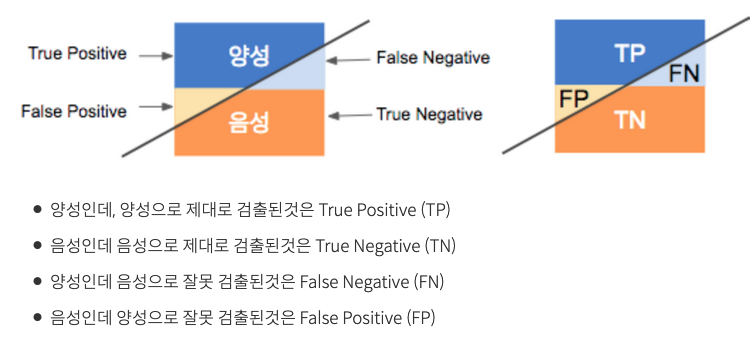 True Positive
양성
False Negative
False Positive
음성
True Negative
TP
FN
FP
TN
양성인데, 양성으로 제대로 검출된것은 True Positive (TP)
음성인데 음성으로 제대로 검출된것은 True Negative (TN)
양성인데 음성으로 잘못 검출된것은 False Negative (FN)
음성인데 양성으로 잘못 검출된것은 False Positive (FP)